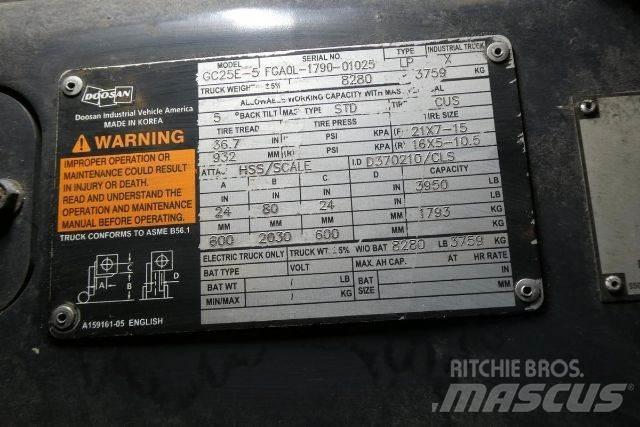 DOOSAN
Doosan Industrial Vehicle America
MADE IN KOREA
WARNING
IMPROPER OPERATION OR
MAINTENANCE COULD RESULT
IN INJURY OR DEATH.
READ AND UNDERSTAND THE
OPERATION AND MAINTENANCE
MANUAL BEFORE OPERATING.
TRUCK CONFORMS TO ASME B56.1
A
B
C
D
A159161-05 ENGLISH
MODEL SERIAL NO. TYPE INDUSTRIAL TRUCK
GC25E-5 FGA0L-1790-01025 LP X
TRUCK WEIGHT ±5% 8280 3759 KG
ALLOWABLE WORKING CAPACITY WITH
5 °BACK TILT MAST TYPE STD TIRE CUS
TIRE TREAD TIRE PRESS TIRE SIZE
36.7 IN PSI KPA (F) 21X7-15
932 MM PSI KPA (R) 16X5-10.5
HSS/SCALE I.D D370210/CLS
A B C D CAPACITY
IN IN IN IN 3950 LB
24 80 24
MM MM MM MM 1793 KG
600 2030 600
ELECTRIC TRUCK ONLY TRUCK WT. ±5% W/O BAT 8280 LB 3759 KG
BAT TYPE VOLT MAX. AH CAP. AT HR RATE
BAT WT / LB BAT SIZE IN
MIN/MAX / KG MM
RITCHIE BROS.
MASCUS